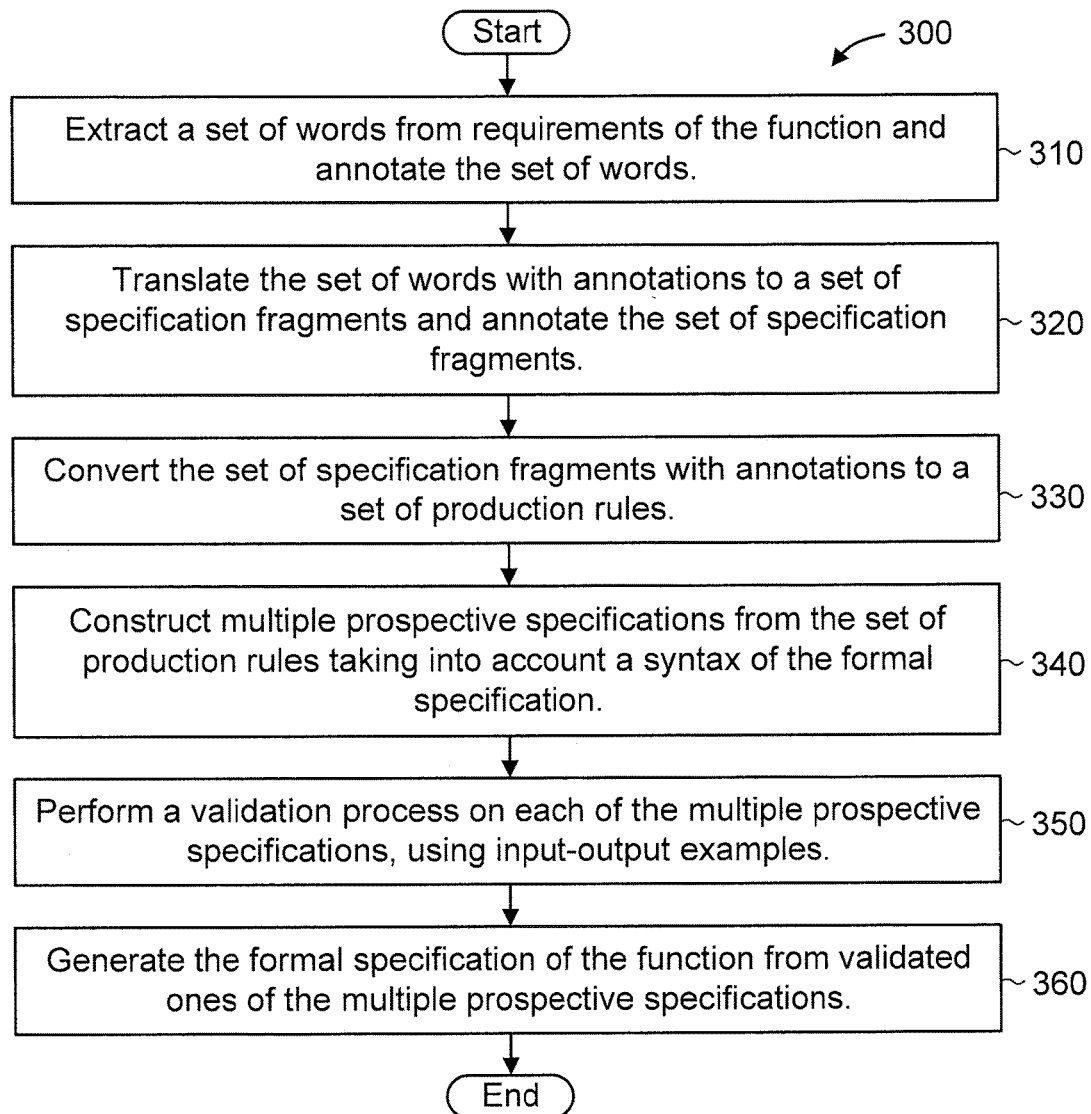 Start
300
Extract a set of words from requirements of the function and
annotate the set of words.
310
Translate the set of words with annotations to a set of
specification fragments and annotate the set of specification
fragments.
320
Convert the set of specification fragments with annotations to a
set of production rules.
330
Construct multiple prospective specifications from the set of
production rules taking into account a syntax of the formal
specification.
340
Perform a validation process on each of the multiple prospective
specifications, using input-output examples.
350
Generate the formal specification of the function from validated
ones of the multiple prospective specifications.
360
End